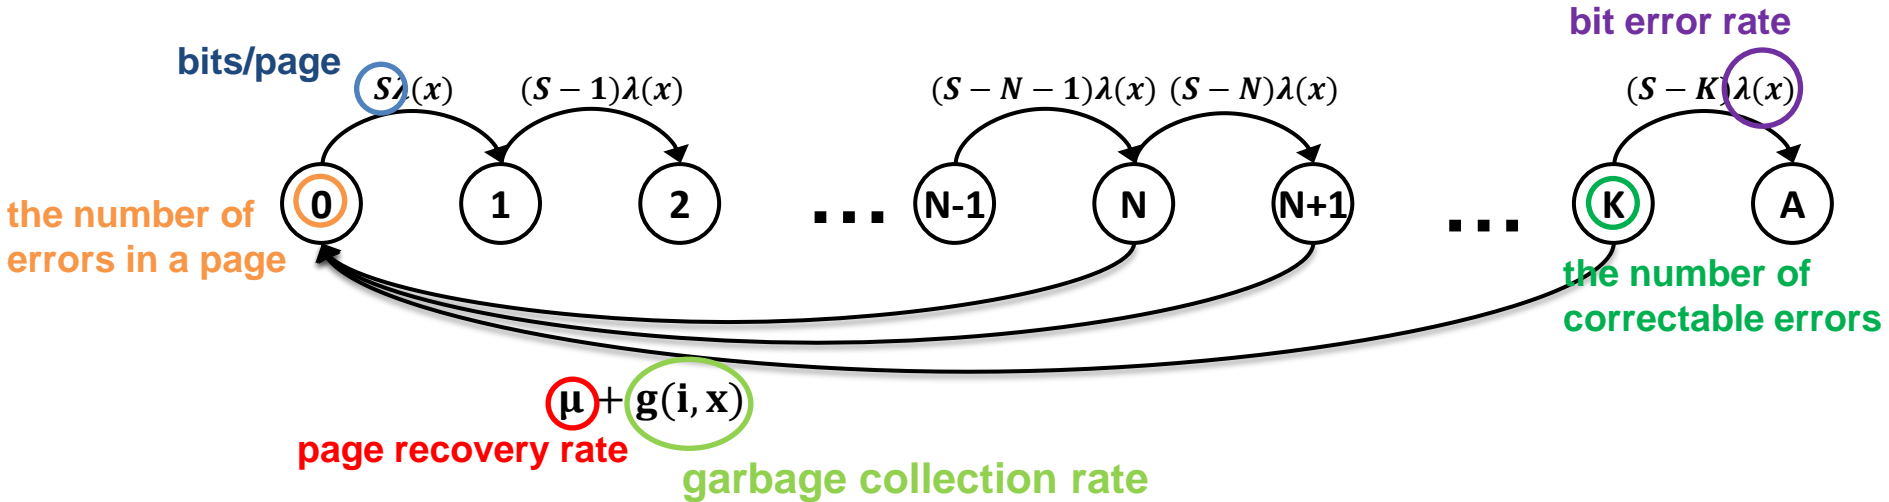 bit error rate
bits/page
Sλ(x) (S − 1)λ(x) (S − N − 1)λ(x) (S − N)λ(x) (S − K)λ(x)
0 1 2 ... N-1 N N+1 ... K A
the number of
errors in a page
the number of
correctable errors
μ + g(i, x)
page recovery rate
garbage collection rate